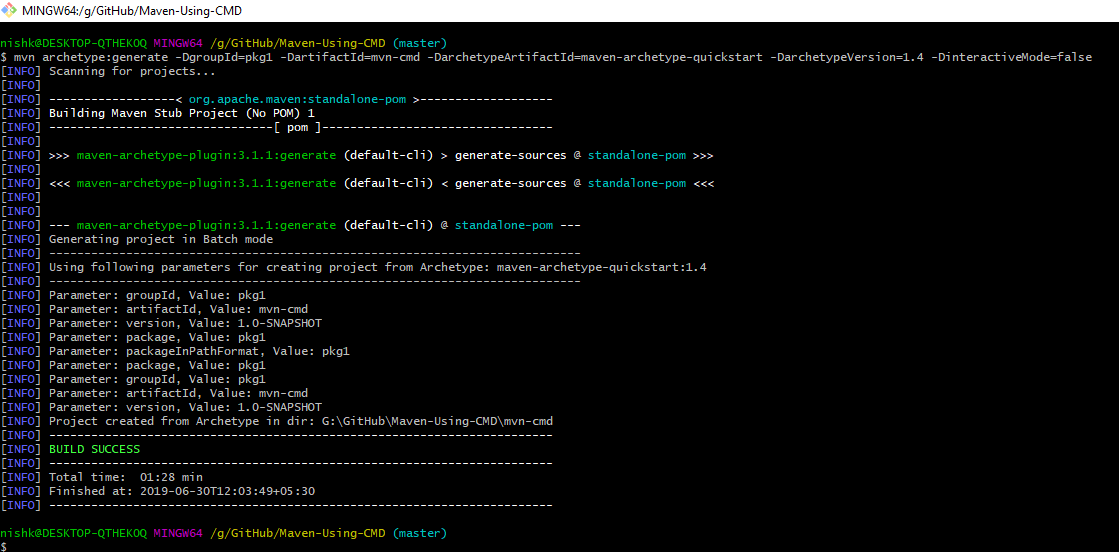 MINGW64:/g/GitHub/Maven-Using-CMD
nishk@DESKTOP-QTHEKOQ MINGW64 /g/GitHub/Maven-Using-CMD (master)
$ mvn archetype:generate -DgroupId=pkg1 -DartifactId=mvn-cmd -DarchetypeArtifactId=maven-archetype-quickstart -DarchetypeVersion=1.4 -DinteractiveMode=false
[INFO] Scanning for projects...
[INFO]
[INFO] ------------------< org.apache.maven:standalone-pom >-------------------
[INFO] Building Maven Stub Project (No POM) 1
[INFO] --------------------------------[ pom ]---------------------------------
[INFO]
[INFO] >>> maven-archetype-plugin:3.1.1:generate (default-cli) > generate-sources @ standalone-pom >>>
[INFO]
[INFO] <<< maven-archetype-plugin:3.1.1:generate (default-cli) < generate-sources @ standalone-pom <<<
[INFO]
[INFO]
[INFO] --- maven-archetype-plugin:3.1.1:generate (default-cli) @ standalone-pom ---
[INFO] Generating project in Batch mode
[INFO] ----------------------------------------------------------------------------
[INFO] Using following parameters for creating project from Archetype: maven-archetype-quickstart:1.4
[INFO] ----------------------------------------------------------------------------
[INFO] Parameter: groupId, Value: pkg1
[INFO] Parameter: artifactId, Value: mvn-cmd
[INFO] Parameter: version, Value: 1.0-SNAPSHOT
[INFO] Parameter: package, Value: pkg1
[INFO] Parameter: packageInPathFormat, Value: pkg1
[INFO] Parameter: package, Value: pkg1
[INFO] Parameter: groupId, Value: pkg1
[INFO] Parameter: artifactId, Value: mvn-cmd
[INFO] Parameter: version, Value: 1.0-SNAPSHOT
[INFO] Project created from Archetype in dir: G:\GitHub\Maven-Using-CMD\mvn-cmd
[INFO] ------------------------------------------------------------------------
[INFO] BUILD SUCCESS
[INFO] ------------------------------------------------------------------------
[INFO] Total time:  01:28 min
[INFO] Finished at: 2019-06-30T12:03:49+05:30
[INFO] ------------------------------------------------------------------------
nishk@DESKTOP-QTHEKOQ MINGW64 /g/GitHub/Maven-Using-CMD (master)
$